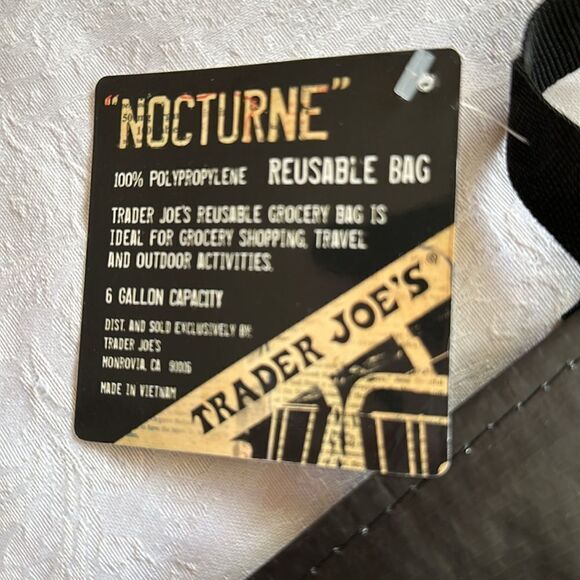 "NOCTURNE"
100% POLYPROPYLENE REUSABLE BAG
TRADER JOE'S REUSABLE GROCERY BAG IS
IDEAL FOR GROCERY SHOPPING, TRAVEL
AND OUTDOOR ACTIVITIES.
6 GALLON CAPACITY
DIST. AND SOLD EXCLUSIVELY BY:
TRADER JOE'S
MONROVIA, CA 91016
MADE IN VIETNAM
TRADER JOE'S®